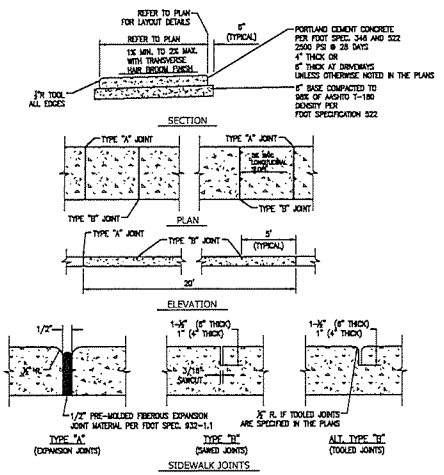 REFER TO PLAN
FOR LAYOUT DETAILS
REFER TO PLAN
1% MIN. TO 2% MAX.
WITH TRANSVERSE
HAIR BROOM FINISH
6"
(TYPICAL)
PORTLAND CEMENT CONCRETE
PER FDOT SPEC. 346 AND 522
2500 PSI @ 28 DAYS
4" THICK OR
6" THICK AT DRIVEWAYS
UNLESS OTHERWISE NOTED IN THE PLANS
6" BASE COMPACTED TO
98% OF AASHTO T-180
DENSITY PER
FDOT SPECIFICATION 522
R TOOL
ALL EDGES
SECTION
TYPE "A" JOINT
TYPE "A" JOINT
MAX
LONGITUDINAL
SLOPE
TYPE "B" JOINT
TYPE "B" JOINT
PLAN
TYPE "A" JOINT
TYPE "B" JOINT
5'
(TYPICAL)
20'
ELEVATION
1/2"
R.
1/2" PRE-MOLDED FIBEROUS EXPANSION
JOINT MATERIAL PER FDOT SPEC. 932-1.1
TYPE "A"
(EXPANSION JOINTS)
1-½" (6" THICK)
1" (4" THICK)
3/16"
SAWCUT
TYPE "B"
(SAWED JOINTS)
1-½" (6" THICK)
1" (4" THICK)
R. IF TOOLED JOINTS
ARE SPECIFIED IN THE PLANS
ALT. TYPE "B"
(TOOLED JOINTS)
SIDEWALK JOINTS